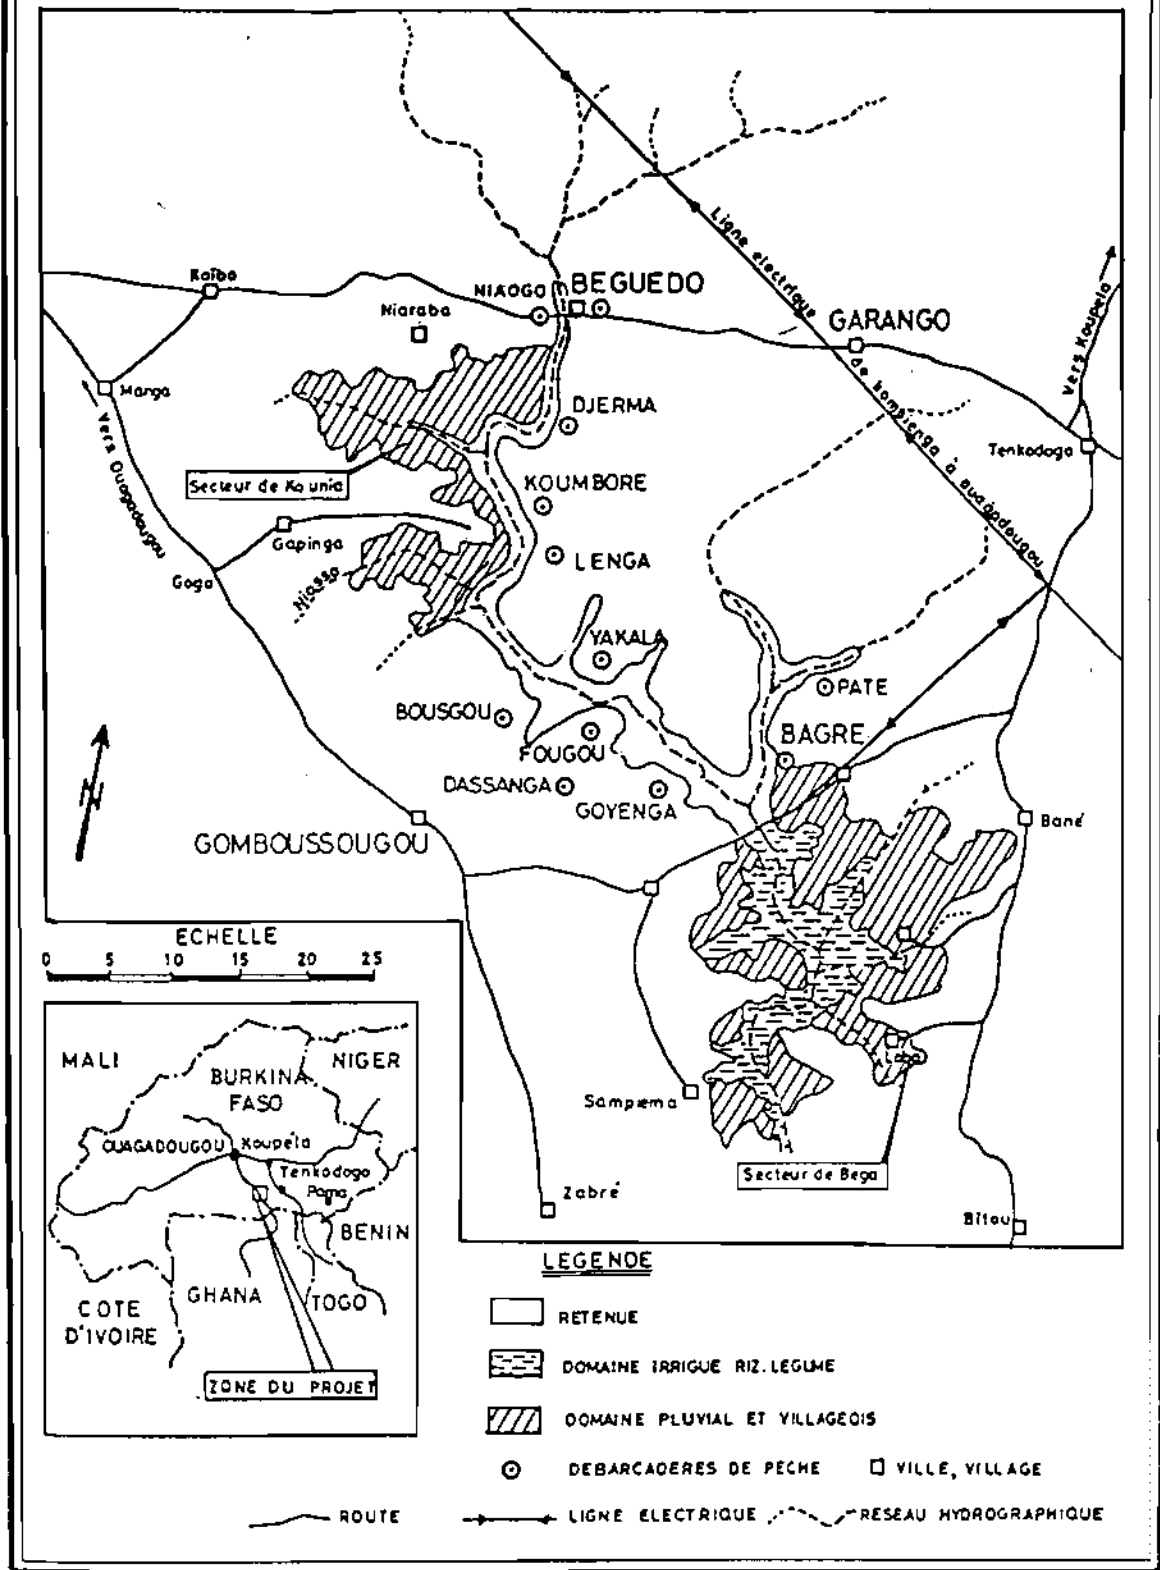 Kaïbo
NIAOGO
BEGUEDO
Niaraba
Ligne electrique
de kompienga à ouagadougou
GARANGO
Vers Koupela
Manga
Vers Ouagadougou
DJERMA
Tenkodogo
Secteur de Kounia
KOUMBORE
Gapinga
LENGA
Goga
Niassa
YAKALA
PATE
BOUSGOU
FOUGOU
BAGRE
DASSANGA
GOYENGA
N
Bané
GOMBOUSSOUGOU
ECHELLE
0 5 10 15 20 25
Sampiema
Secteur de Bega
Zabré
Bitou
MALI
NIGER
BURKINA
FASO
OUAGADOUGOU
Koupéla
Tenkodogo
Pama
BENIN
GHANA
TOGO
COTE
D'IVOIRE
ZONE DU PROJET
LEGENDE
RETENUE
DOMAINE IRRIGUE RIZ.LEGUME
DOMAINE PLUVIAL ET VILLAGEOIS
DEBARCADERES DE PECHE
VILLE, VILLAGE
ROUTE
LIGNE ELECTRIQUE
RESEAU HYDROGRAPHIQUE